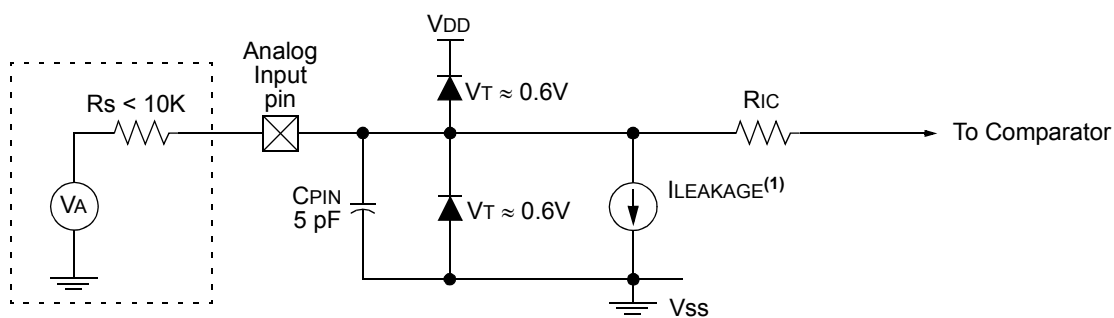 VDD
Analog
Input
pin
Rs < 10K
VT ≈ 0.6V
RIC
To Comparator
VA
CPIN
5 pF
VT ≈ 0.6V
ILEAKAGE(1)
Vss